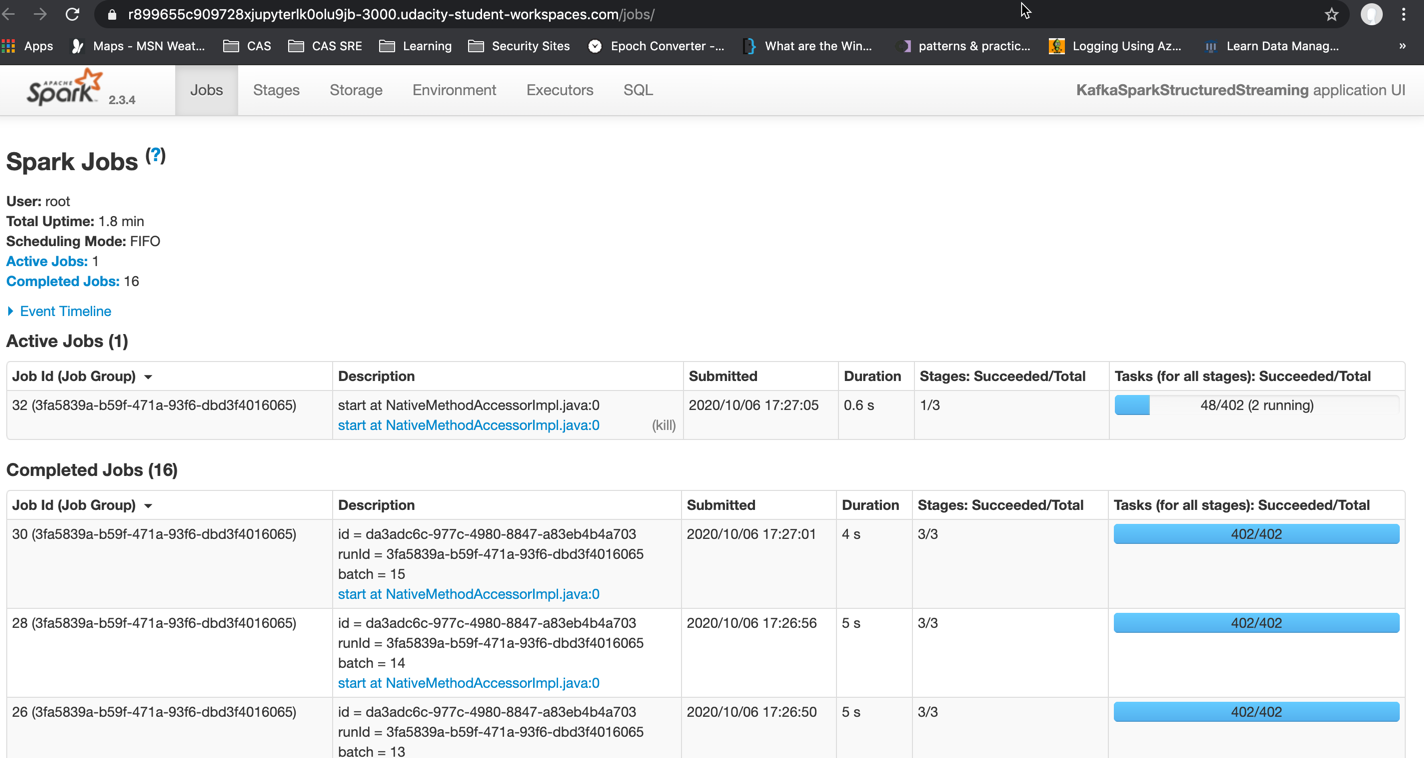 r899655c909728xjupyterlk0olu9jb-3000.udacity-student-workspaces.com/jobs/
Apps Maps - MSN Weat... CAS CAS SRE Learning Security Sites Epoch Converter -... What are the Win... patterns & practic... Logging Using Az... Learn Data Manag... »
APACHE Spark 2.3.4 Jobs Stages Storage Environment Executors SQL KafkaSparkStructuredStreaming application UI
Spark Jobs (?)
User: root
Total Uptime: 1.8 min
Scheduling Mode: FIFO
Active Jobs: 1
Completed Jobs: 16
Event Timeline
Active Jobs (1)
Job Id (Job Group) Description Submitted Duration Stages: Succeeded/Total Tasks (for all stages): Succeeded/Total
32 (3fa5839a-b59f-471a-93f6-dbd3f4016065) start at NativeMethodAccessorImpl.java:0 2020/10/06 17:27:05 0.6 s 1/3 48/402 (2 running)
start at NativeMethodAccessorImpl.java:0 (kill)
Completed Jobs (16)
Job Id (Job Group) Description Submitted Duration Stages: Succeeded/Total Tasks (for all stages): Succeeded/Total
30 (3fa5839a-b59f-471a-93f6-dbd3f4016065) id = da3adc6c-977c-4980-8847-a83eb4b4a703 2020/10/06 17:27:01 4 s 3/3 402/402
runId = 3fa5839a-b59f-471a-93f6-dbd3f4016065
batch = 15
start at NativeMethodAccessorImpl.java:0
28 (3fa5839a-b59f-471a-93f6-dbd3f4016065) id = da3adc6c-977c-4980-8847-a83eb4b4a703 2020/10/06 17:26:56 5 s 3/3 402/402
runId = 3fa5839a-b59f-471a-93f6-dbd3f4016065
batch = 14
start at NativeMethodAccessorImpl.java:0
26 (3fa5839a-b59f-471a-93f6-dbd3f4016065) id = da3adc6c-977c-4980-8847-a83eb4b4a703 2020/10/06 17:26:50 5 s 3/3 402/402
runId = 3fa5839a-b59f-471a-93f6-dbd3f4016065
batch = 13